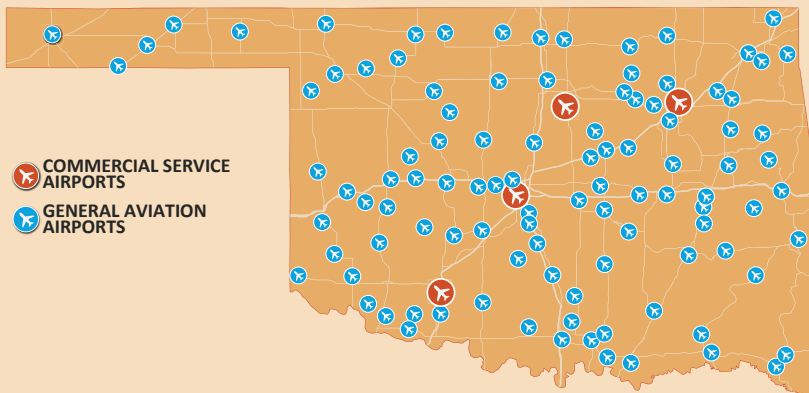 COMMERCIAL SERVICE
AIRPORTS
GENERAL AVIATION
AIRPORTS